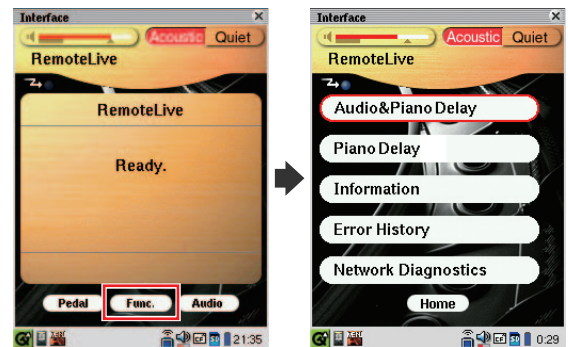 Interface
Acoustic Quiet
RemoteLive
RemoteLive
Ready.
Pedal Func. Audio
21:35
Interface
Acoustic Quiet
RemoteLive
Audio&Piano Delay
Piano Delay
Information
Error History
Network Diagnostics
Home
0:29